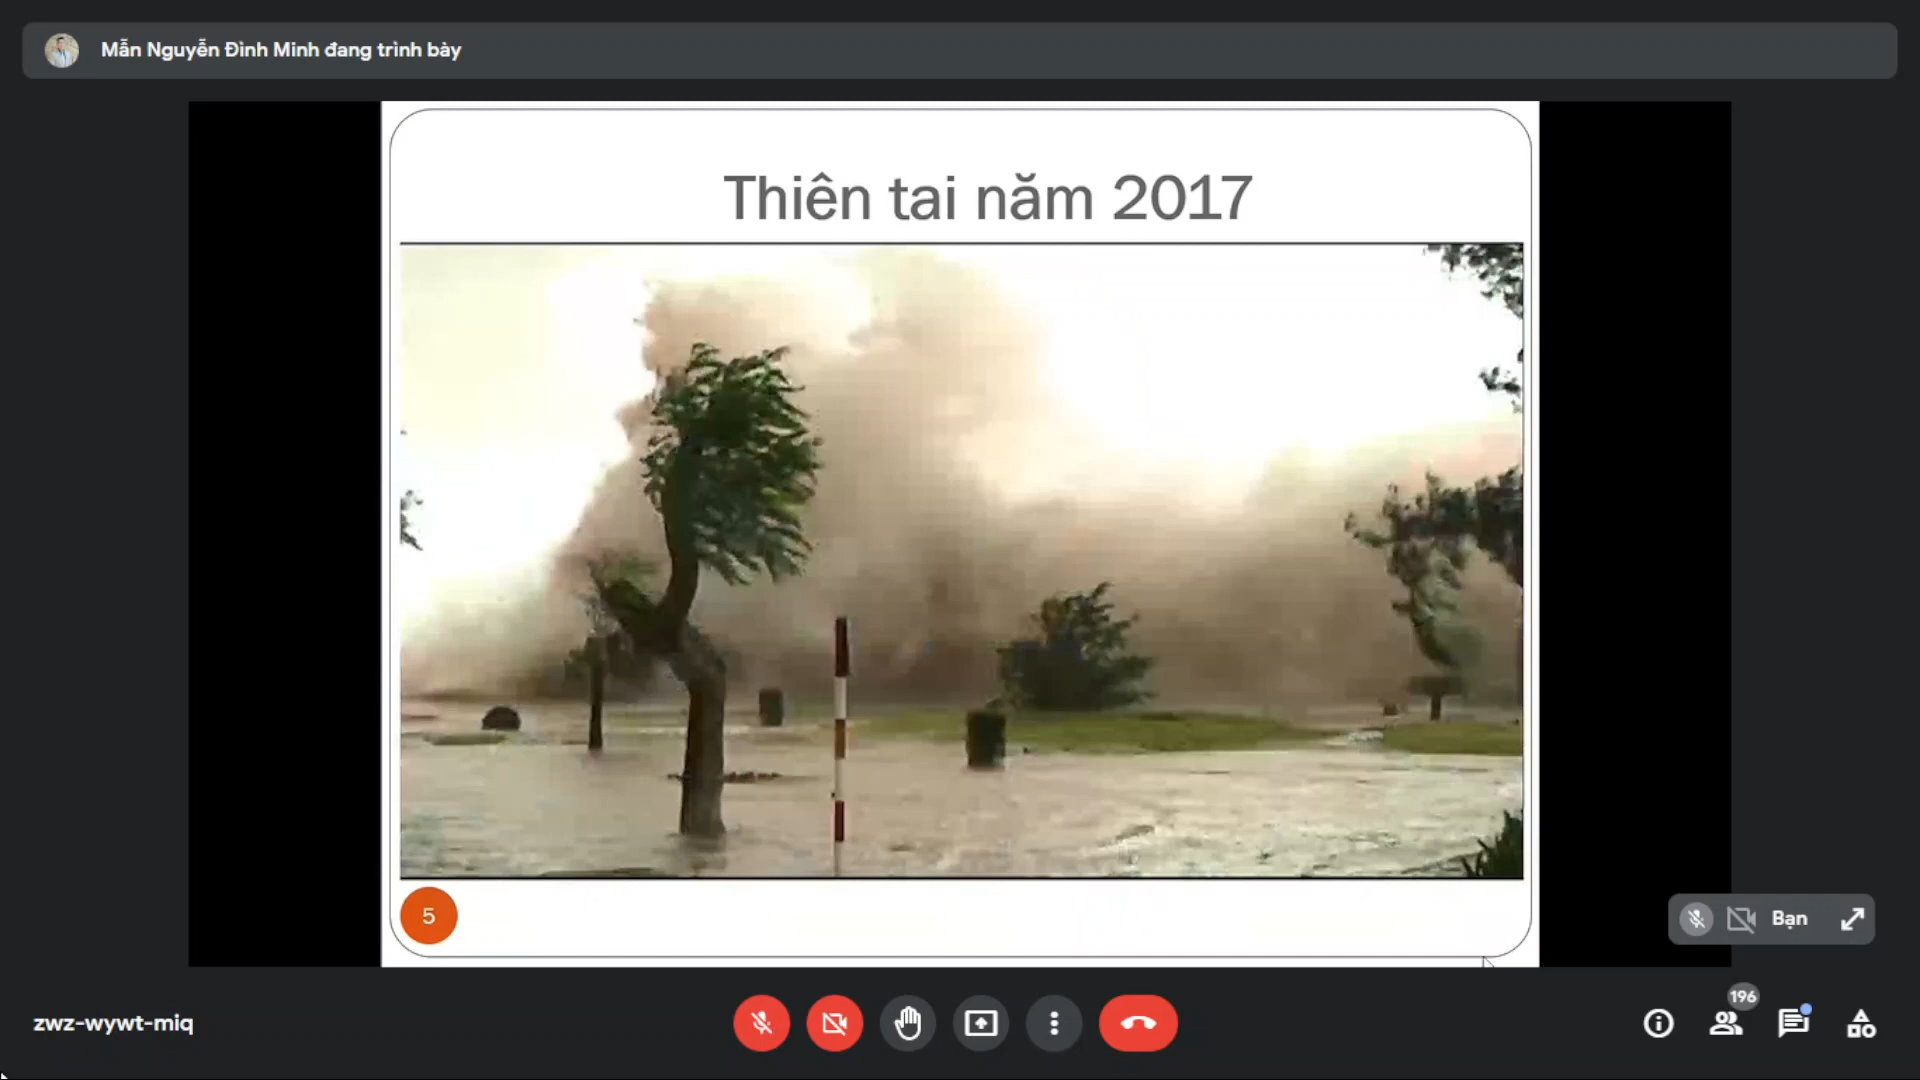 Mẫn Nguyễn Đình Minh đang trình bày
Thiên tai năm 2017
5
Bạn
196
zwz-wywt-miq